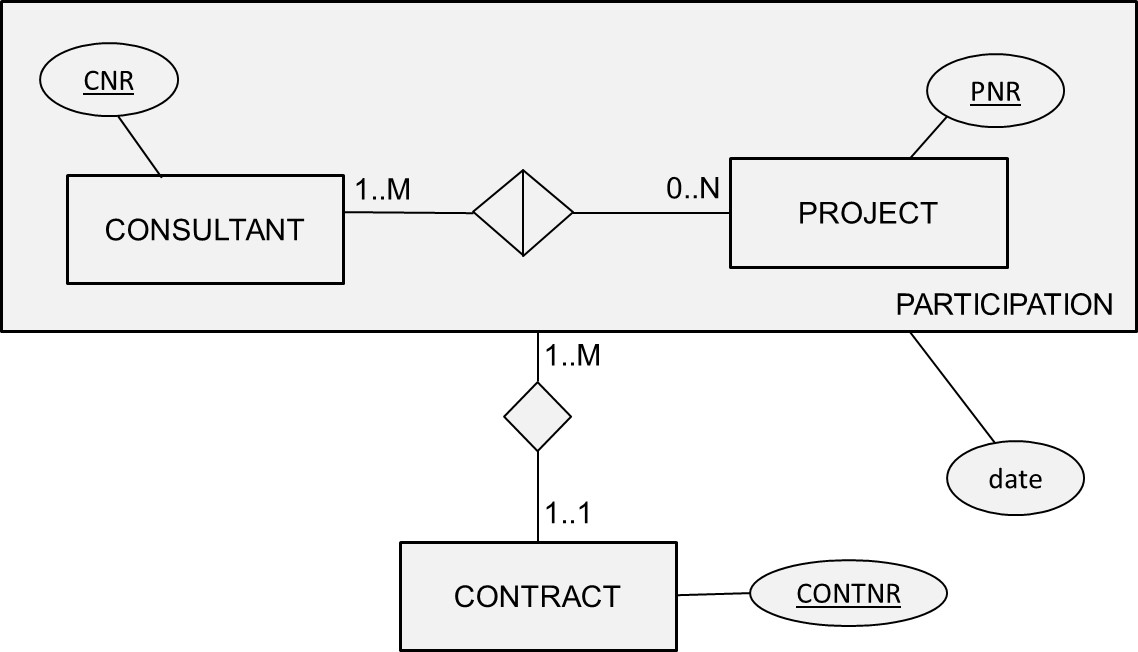 CNR
PNR
1..M
0..N
CONSULTANT
PROJECT
PARTICIPATION
1..M
date
1..1
CONTRACT
CONTNR